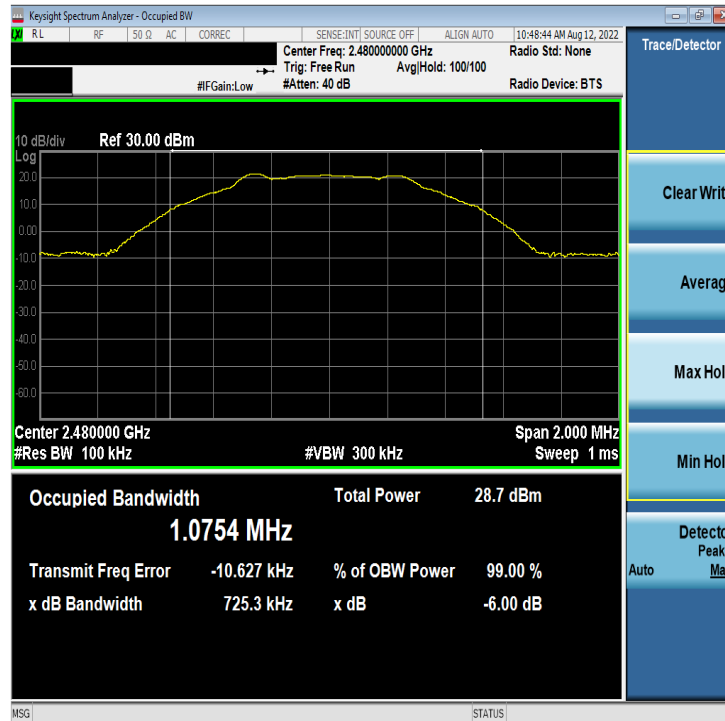 Keysight Spectrum Analyzer - Occupied BW
RL RF 50 Ω AC CORREC SENSE:INT SOURCE OFF ALIGN AUTO 10:48:44 AM Aug 12, 2022
Center Freq: 2.480000000 GHz Radio Std: None
Trig: Free Run Avg|Hold: 100/100
#IFGain:Low #Atten: 40 dB Radio Device: BTS
10 dB/div Ref 30.00 dBm
Log
20.0
10.0
0.00
-10.0
-20.0
-30.0
-40.0
-50.0
-60.0
Center 2.480000 GHz Span 2.000 MHz
#Res BW 100 kHz #VBW 300 kHz Sweep 1 ms
Occupied Bandwidth Total Power 28.7 dBm
1.0754 MHz
Transmit Freq Error -10.627 kHz % of OBW Power 99.00 %
x dB Bandwidth 725.3 kHz x dB -6.00 dB
MSG STATUS
Trace/Detector
Clear Writ
Averag
Max Hol
Min Hol
Detecto
Peak
Auto Ma